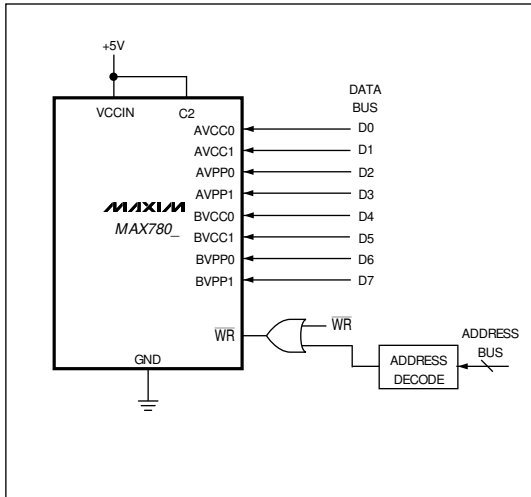 +5V
VCCIN
C2
DATA
BUS
AVCC0
D0
AVCC1
D1
AVPP0
D2
AVPP1
D3
MAXIM
MAX780_
BVCC0
D4
BVCC1
D5
BVPP0
D6
BVPP1
D7
WR
WR
ADDRESS
BUS
ADDRESS
DECODE
GND